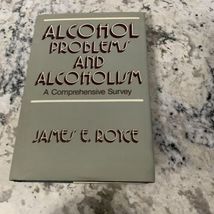 ALCOHOL
PROBLEMS
AND
ALCOHOLISM
A Comprehensive Survey
JAMES E. ROYCE